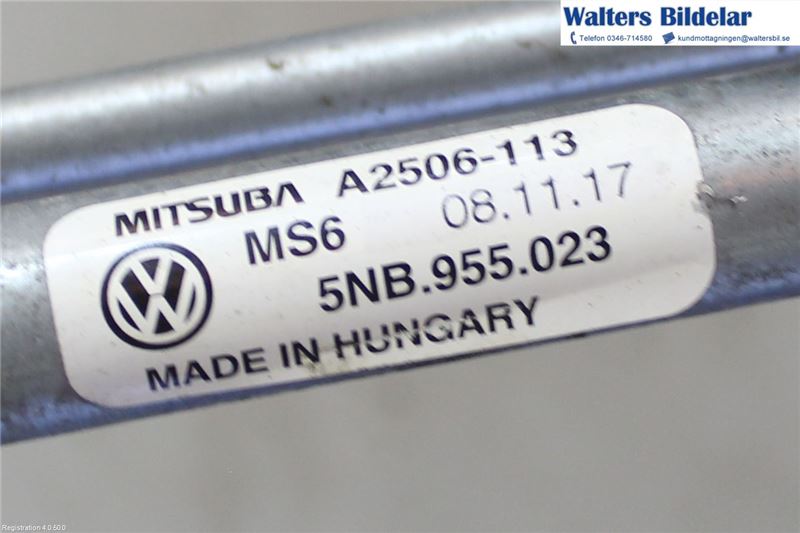 Walters Bildelar
Telefon 0346-714580 kundmottagningen@waltersbil.se
MITSUBA A2506-113
MS6 08.11.17
5NB.955.023
MADE IN HUNGARY
Registration 4.0.50.0